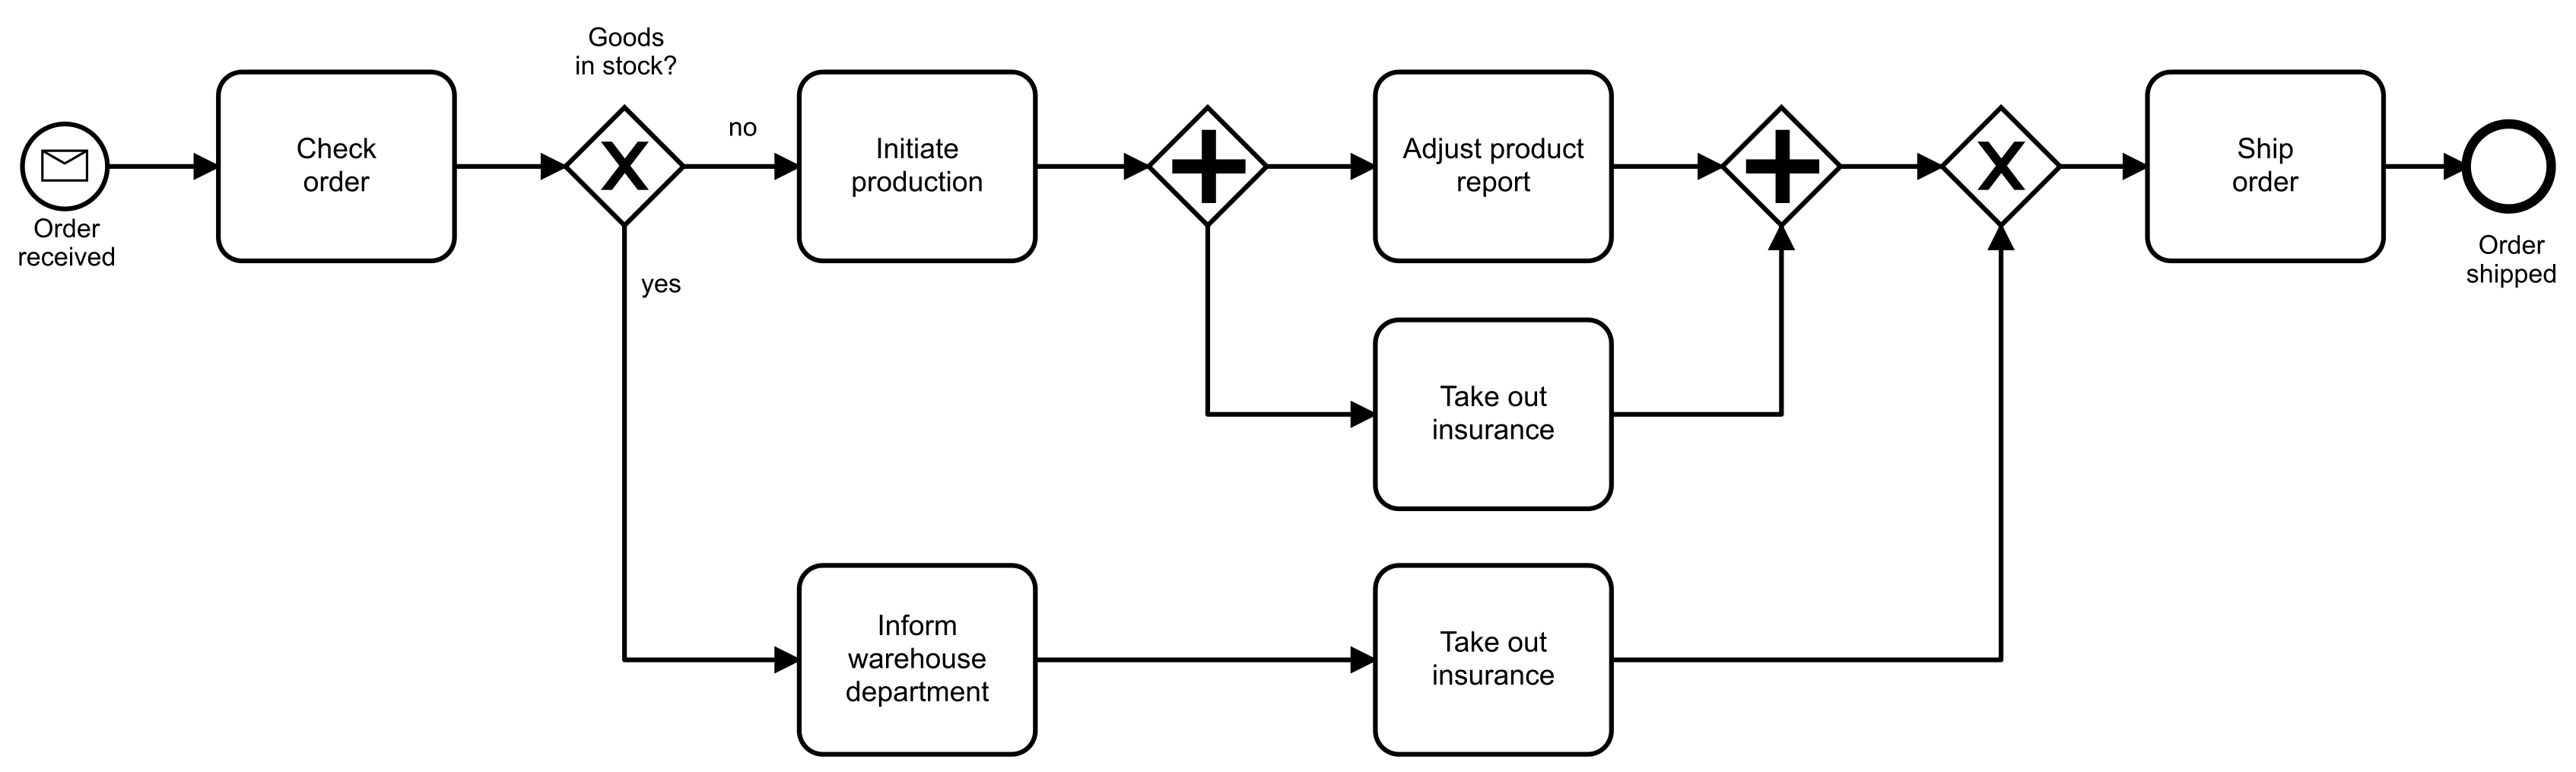 Goods
in stock?
Order
received
Check
order
no
yes
Initiate
production
Adjust product
report
Take out
insurance
Inform
warehouse
department
Take out
insurance
Ship
order
Order
shipped